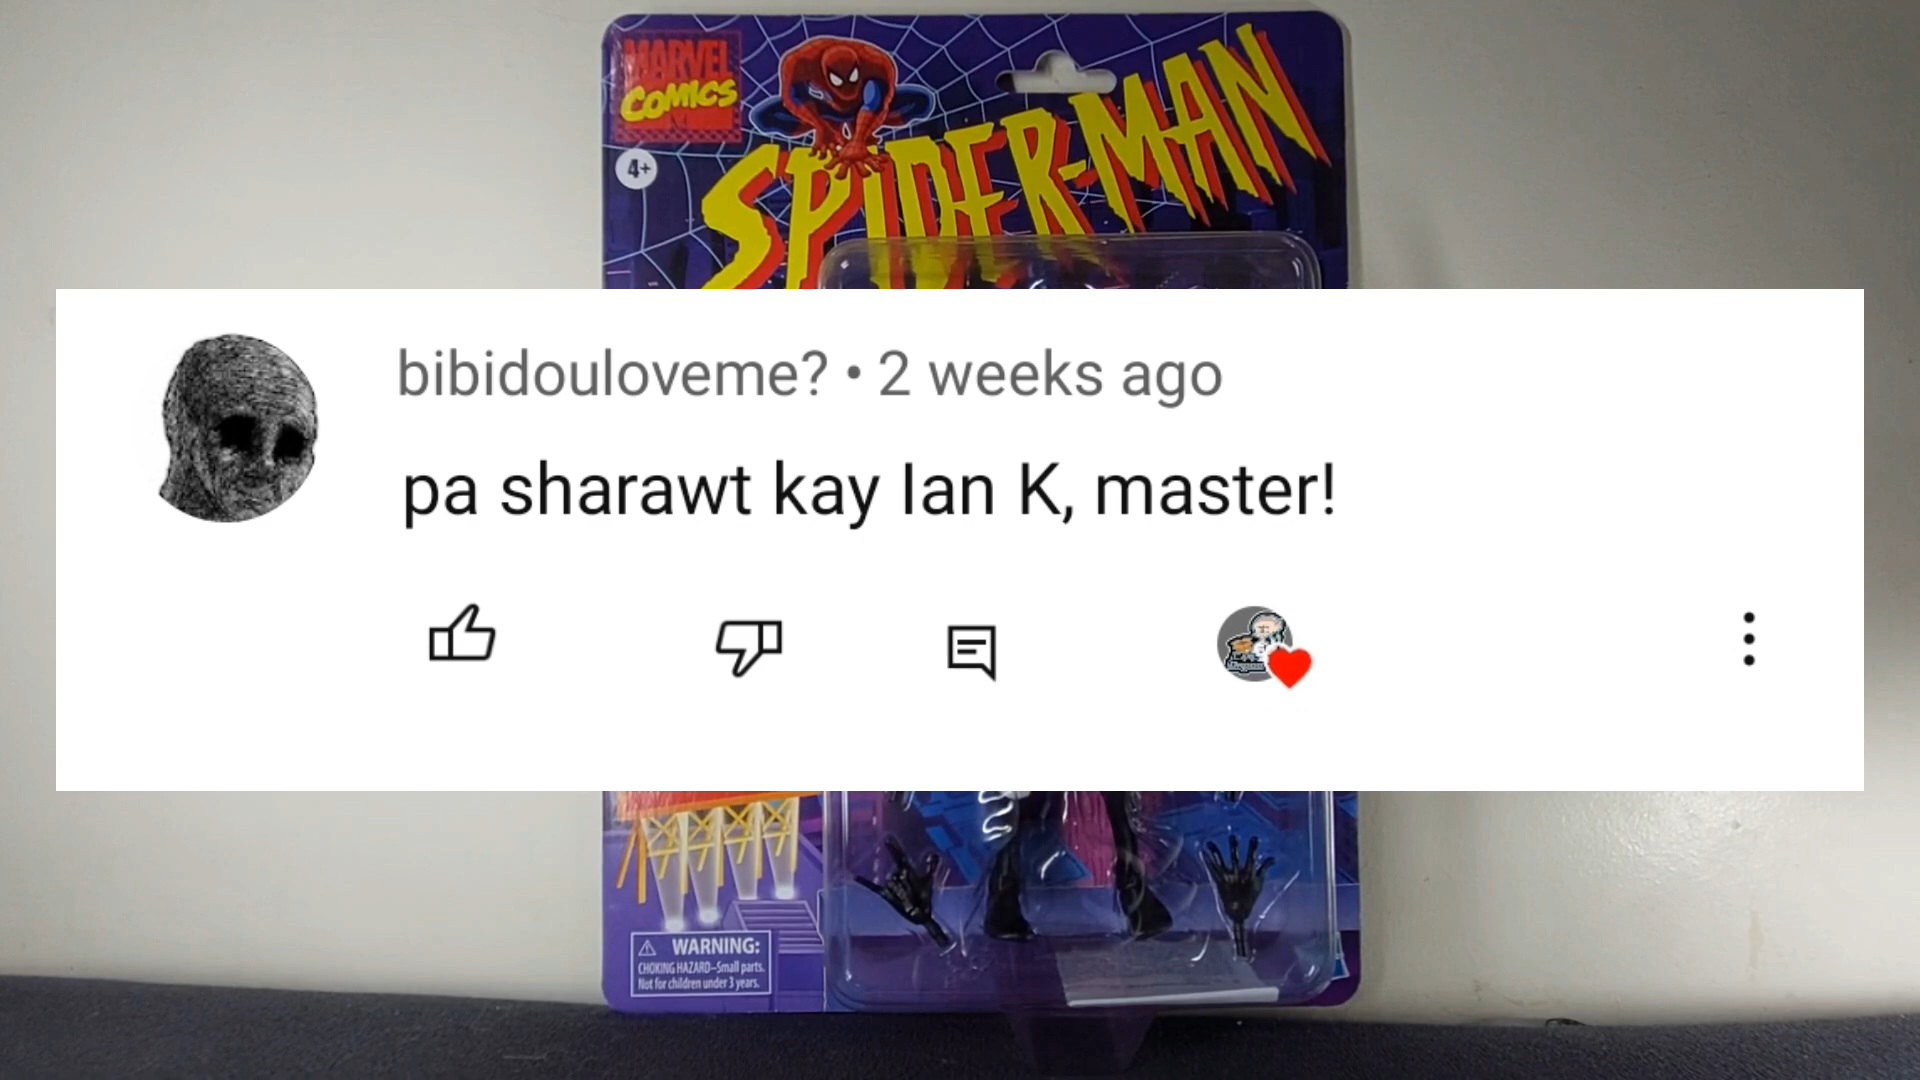 MARVEL
COMICS
4+
SPIDER-MAN
bibidouloveme? • 2 weeks ago
pa sharawt kay Ian K, master!
WARNING:
CHOKING HAZARD–Small parts.
Not for children under 3 years.